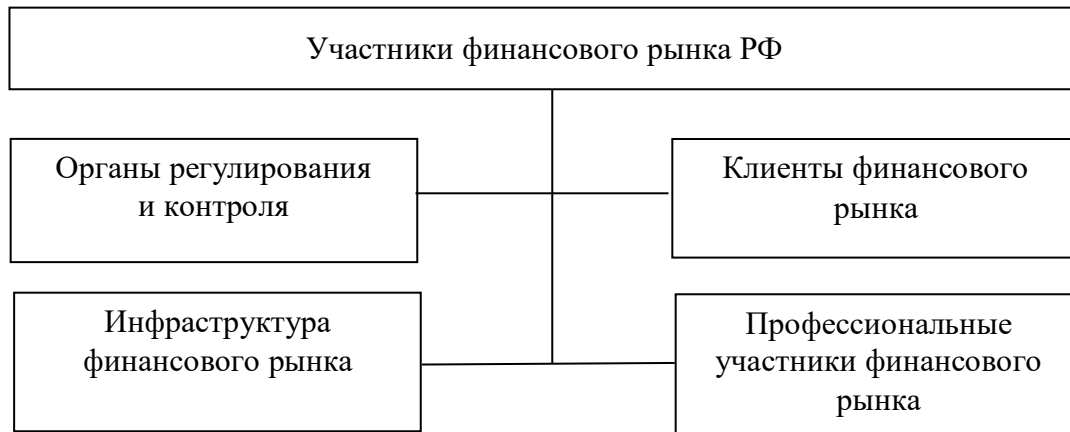 Участники финансового рынка РФ
Органы регулирования
и контроля
Клиенты финансового
рынка
Инфраструктура
финансового рынка
Профессиональные
участники финансового
рынка